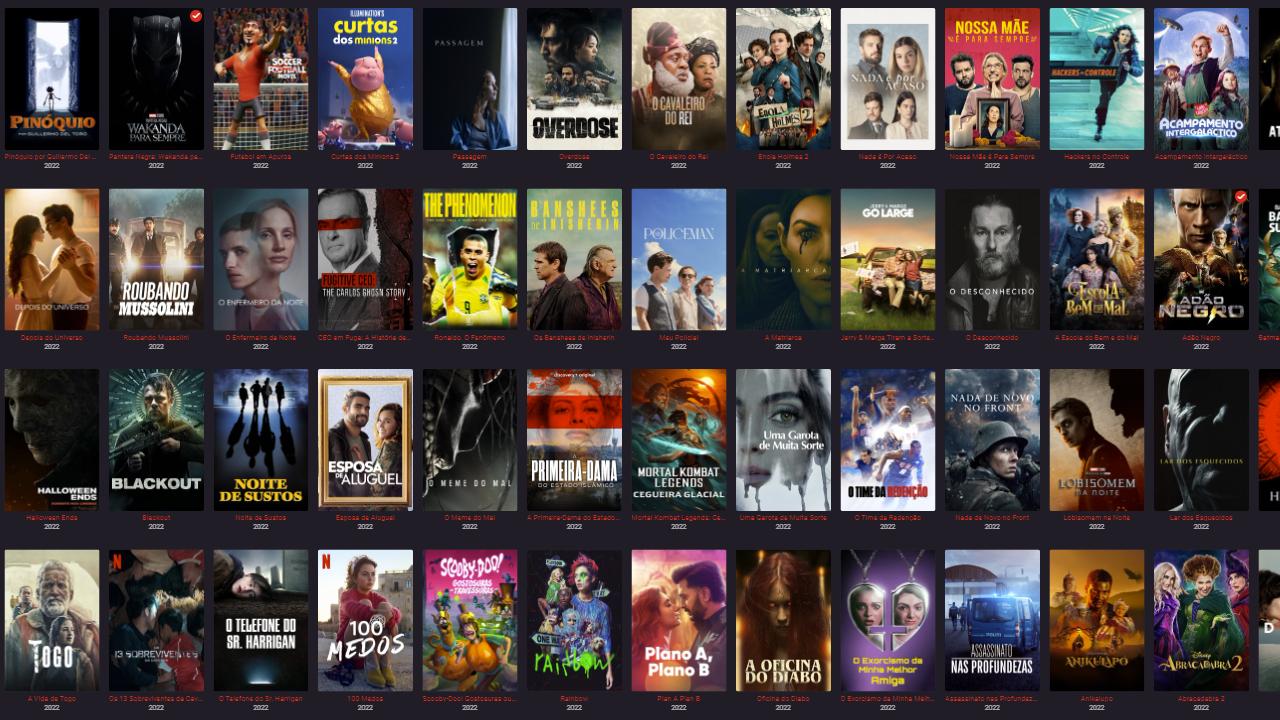 PINÓQUIO
POR GUILLERMO DEL TORO
WAKANDA
PARA SEMPRE
THE
SOCCER
FOOTBALL
MOVIE
ILLUMINATION'S
curtas
dos minions 2
PASSAGEM
OVERDOSE
O CAVALEIRO
DO REI
ENOLA
HOLMES 2
NADA é POR
ACASO
NOSSA MÃE
É PARA SEMPRE
HACKERS NO CONTROLE
ACAMPAMENTO
INTERGALÁCTICO
Pinóquio por Guillermo Del ...
Pantera Negra: Wakanda pa...
Futebol em Apuros
Curtas dos Minions 2
Passagem
Overdose
O Cavaleiro do Rei
Enola Holmes 2
Nada é Por Acaso
Nossa Mãe é Para Sempre
Hackers no Controle
Acampamento Intergaláctico
2022
2022
2022
2022
2022
2022
2022
2022
2022
2022
2022
2022
DEPOIS DO UNIVERSO
ROUBANDO
MUSSOLINI
O ENFERMEIRO DA NOITE
FUGITIVE CEO:
THE CARLOS GHOSN STORY
THE PHENOMENON
BANSHEES
DE INISHERIN
POLICEMAN
A MATRIARCA
JERRY & MARGE
GO LARGE
O DESCONHECIDO
A Escola do
Bem e do Mal
ADÃO
NEGRO
Depois do Universo
Roubando Mussolini
O Enfermeiro da Noite
CEO em Fuga: A História de...
Ronaldo, O Fenômeno
Os Banshees de Inisherin
Meu Policial
A Matriarca
Jerry & Marge Tiram a Sorte...
O Desconhecido
A Escola do Bem e do Mal
Adão Negro
2022
2022
2022
2022
2022
2022
2022
2022
2022
2022
2022
2022
HALLOWEEN
ENDS
BLACKOUT
NOITE
DE SUSTOS
ESPOSA
DE ALUGUEL
O MEME DO MAL
discovery+ original
A
PRIMEIRA-DAMA
DO ESTADO ISLÂMICO
MORTAL KOMBAT
LEGENDS
CEGUEIRA GLACIAL
Uma Garota
de Muita Sorte
O TIME DA REDENÇÃO
NADA DE NOVO
NO FRONT
LOBISOMEM
NA NOITE
LAR DOS ESQUECIDOS
H
Halloween Ends
Blackout
Noite de Sustos
Esposa de Aluguel
O Meme do Mal
A Primeira-Dama do Estado...
Mortal Kombat Legends: Ce...
Uma Garota de Muita Sorte
O Time da Redenção
Nada de Novo no Front
Lobisomem na Noite
Lar dos Esquecidos
2022
2022
2022
2022
2022
2022
2022
2022
2022
2022
2022
2022
TOGO
N
13 SOBREVIVENTES
O TELEFONE DO
SR. HARRIGAN
N
100
MEDOS
SCOOBY-DOO!
GOSTOSURAS
TRAVESSURAS
ONE WAY
RAINBOW
Plano A,
Plano B
A OFICINA
DO DIABO
O Exorcismo da
Minha Melhor
Amiga
POLITI
ASSASSINATO
NAS PROFUNDEZAS
ANIKULAPO
Disney
ABRACADABRA 2
D
A Vida de Togo
Os 13 Sobreviventes da Cav...
O Telefone do Sr. Harrigan
100 Medos
Scooby-Doo! Gostosuras ou...
Rainbow
Plan A Plan B
Oficina do Diabo
O Exorcismo da Minha Melh...
Assassinato nas Profundez...
Anikulapo
Abracadabra 2
2022
2022
2022
2022
2022
2022
2022
2022
2022
2022
2022
2022